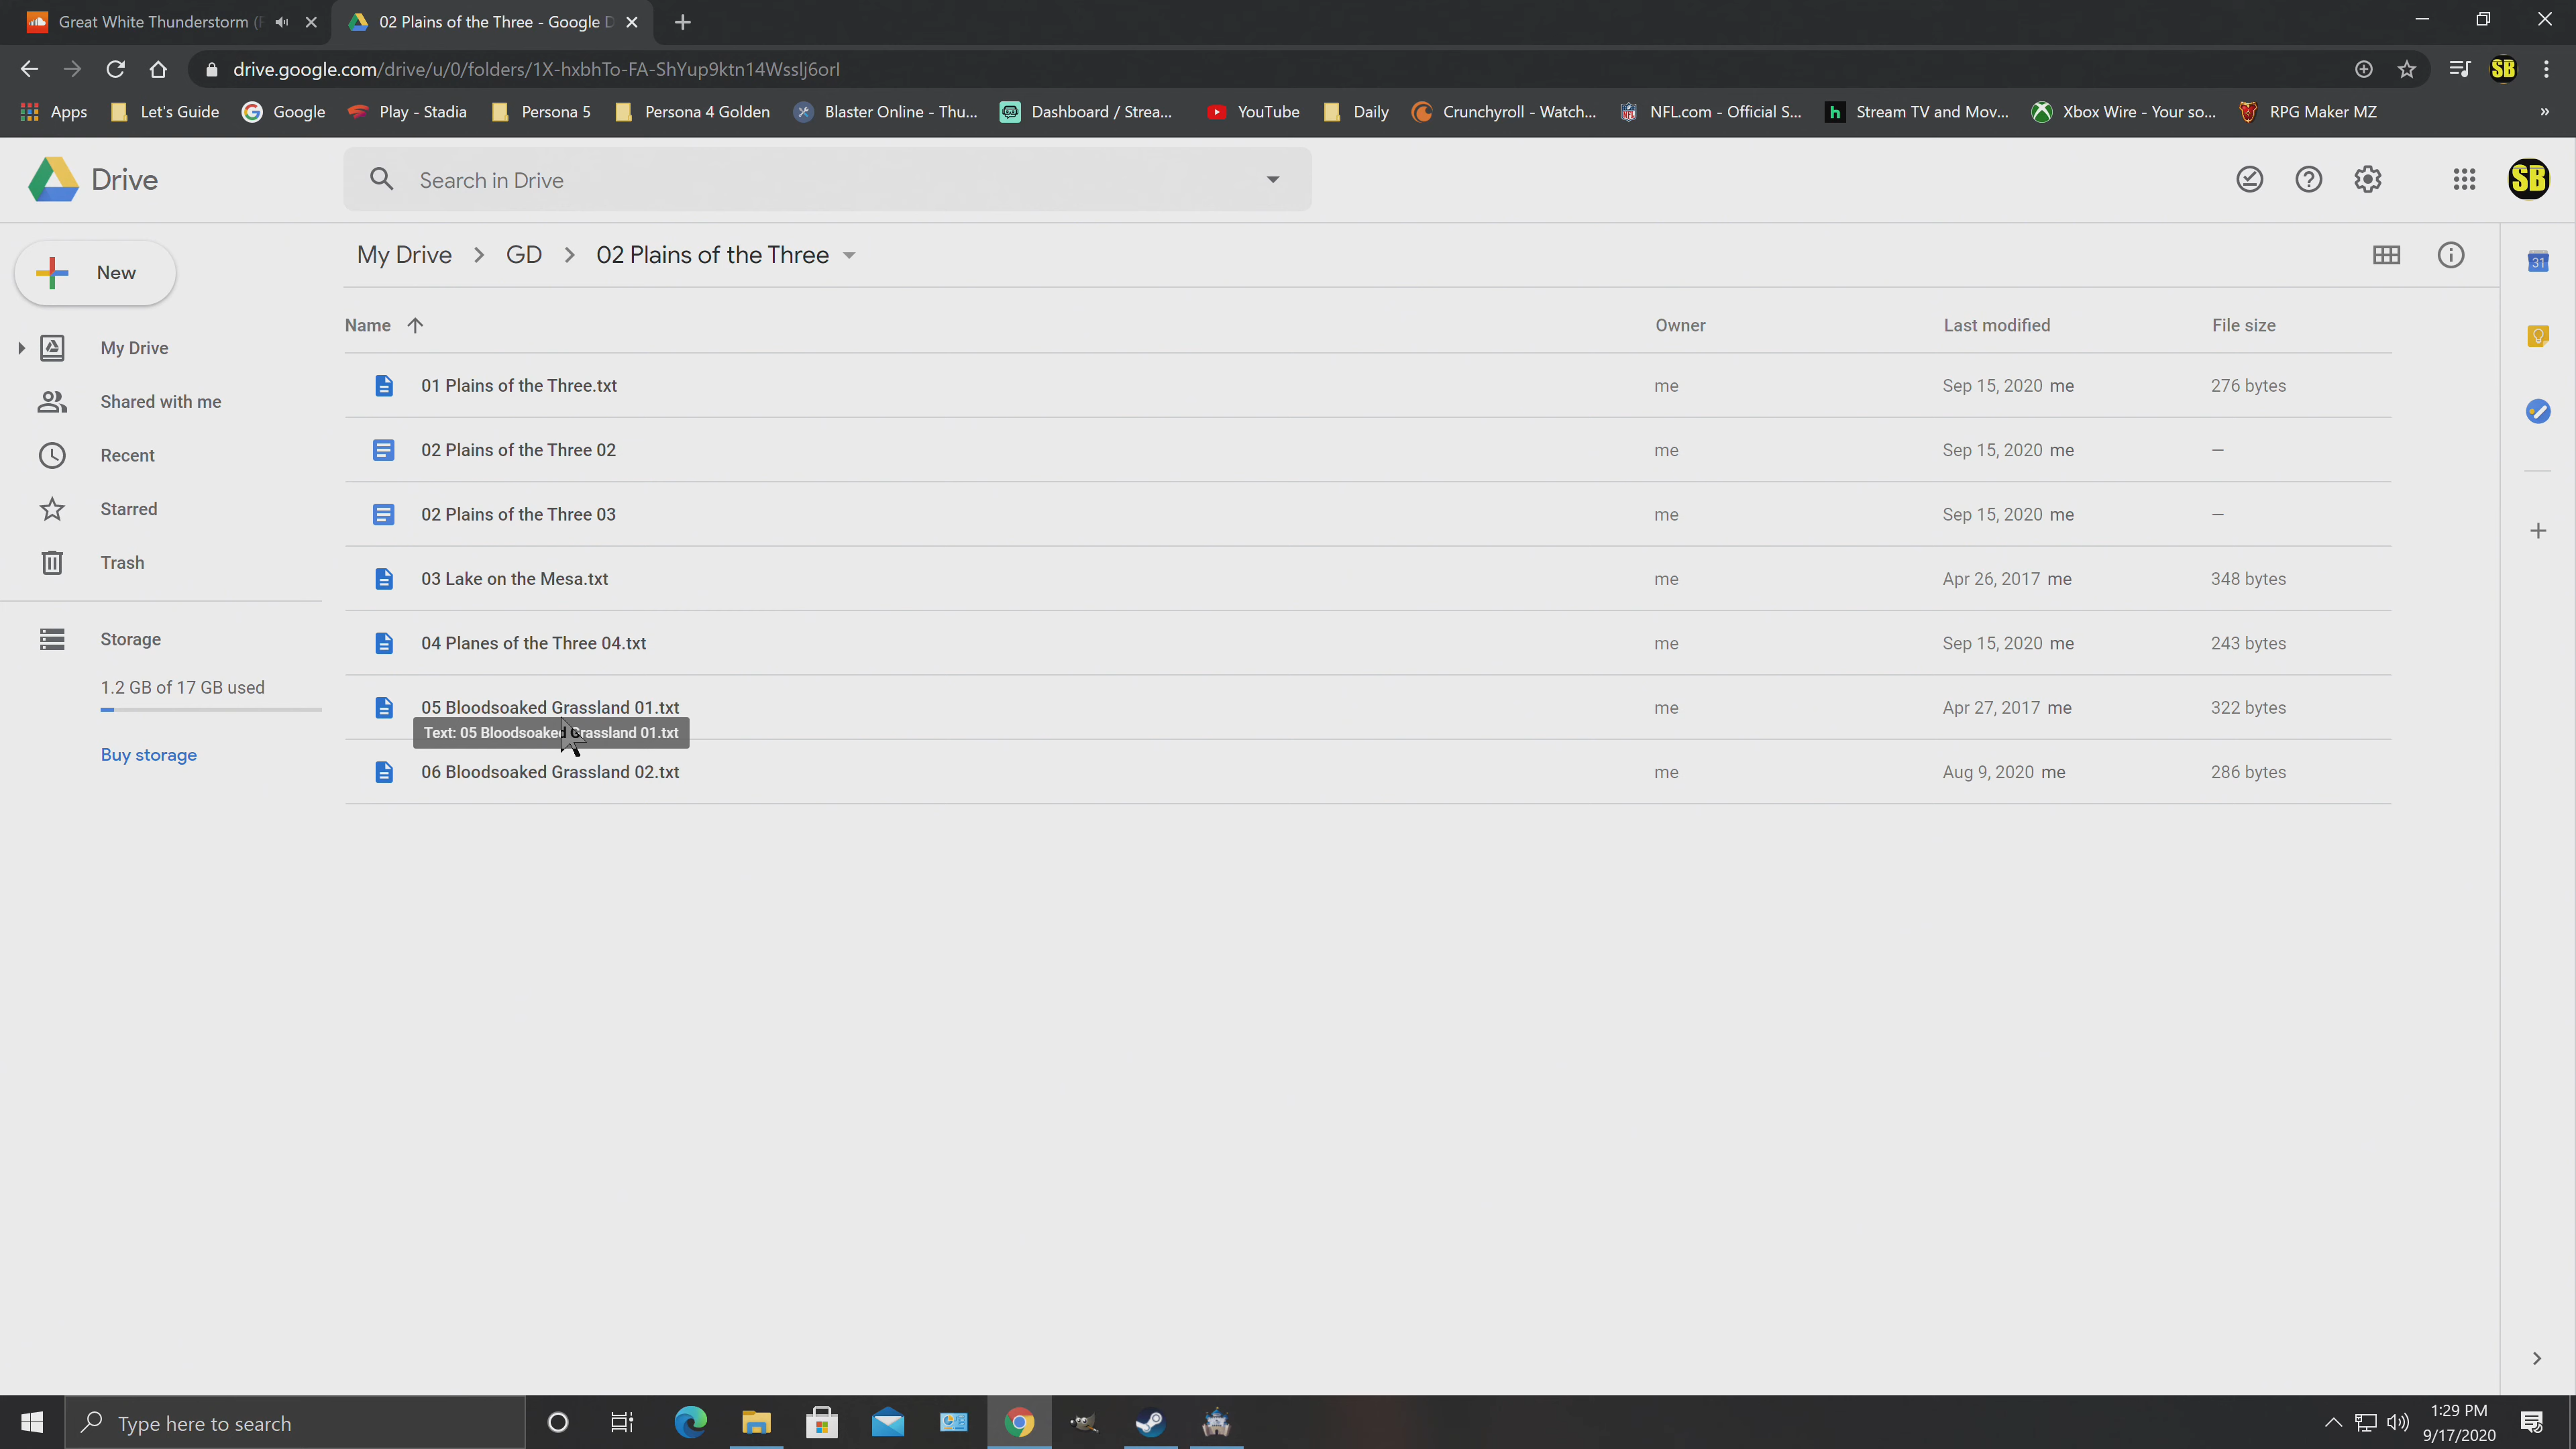 Great White Thunderstorm (
02 Plains of the Three - Google D
drive.google.com/drive/u/0/folders/1X-hxbhTo-FA-ShYup9ktn14Wsslj6orl
SB
Apps
Let's Guide
Google
Play - Stadia
Persona 5
Persona 4 Golden
Blaster Online - Thu...
Dashboard / Strea...
YouTube
Daily
Crunchyroll - Watch...
NFL.com - Official S...
Stream TV and Mov...
Xbox Wire - Your so...
RPG Maker MZ
»
Drive
Search in Drive
SB
New
My Drive
Shared with me
Recent
Starred
Trash
Storage
1.2 GB of 17 GB used
Buy storage
My Drive > GD > 02 Plains of the Three
Name Owner Last modified File size
01 Plains of the Three.txt me Sep 15, 2020 me 276 bytes
02 Plains of the Three 02 me Sep 15, 2020 me —
02 Plains of the Three 03 me Sep 15, 2020 me —
03 Lake on the Mesa.txt me Apr 26, 2017 me 348 bytes
04 Planes of the Three 04.txt me Sep 15, 2020 me 243 bytes
05 Bloodsoaked Grassland 01.txt me Apr 27, 2017 me 322 bytes
Text: 05 Bloodsoaked Grassland 01.txt
06 Bloodsoaked Grassland 02.txt me Aug 9, 2020 me 286 bytes
31
Type here to search
1:29 PM
9/17/2020